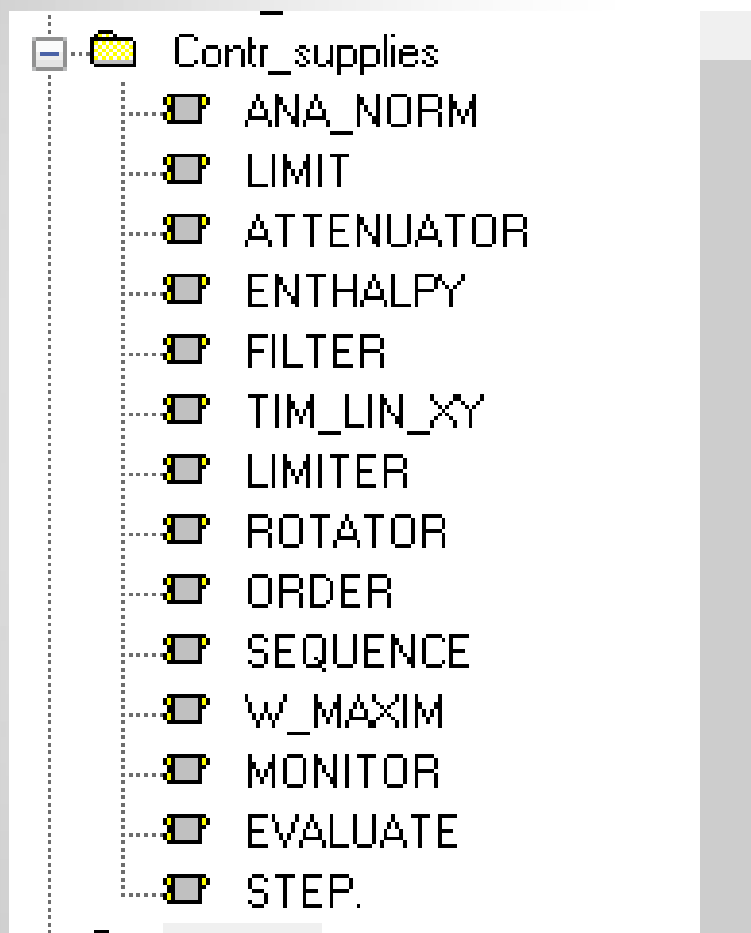 Contr_supplies
ANA_NORM
LIMIT
ATTENUATOR
ENTHALPY
FILTER
TIM_LIN_XY
LIMITER
ROTATOR
ORDER
SEQUENCE
W_MAXIM
MONITOR
EVALUATE
STEP.